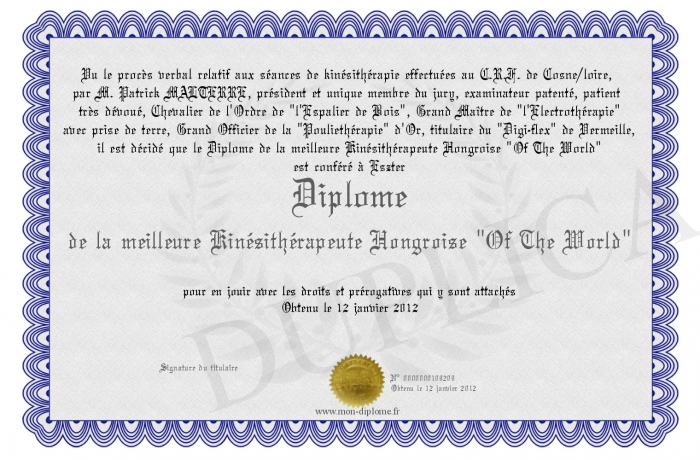 Vu le procès verbal relatif aux séances de kinésithérapie effectuées au C.R.F. de Cosne/loire,
par M. Patrick MALTERRE, président et unique membre du jury, examinateur patenté, patient
très dévoué, Chevalier de l'Ordre de "l'Espalier de Bois", Grand Maître de "l'Electrothérapie"
avec prise de terre, Grand Officier de la "Pouliethérapie" d'Or, titulaire du "Digi-flex" de Vermeille,
il est décidé que le Diplome de la meilleure Kinésithérapeute Hongroise "Of The World"
est conféré à Eszter
Diplome
de la meilleure Kinésithérapeute Hongroise "Of The World"
pour en jouir avec les droits et prérogatives qui y sont attachés
Obtenu le 12 janvier 2012
Signature du titulaire
N° 0000000108208
Obtenu le 12 janvier 2012
www.mon-diplome.fr
DUPLICATA